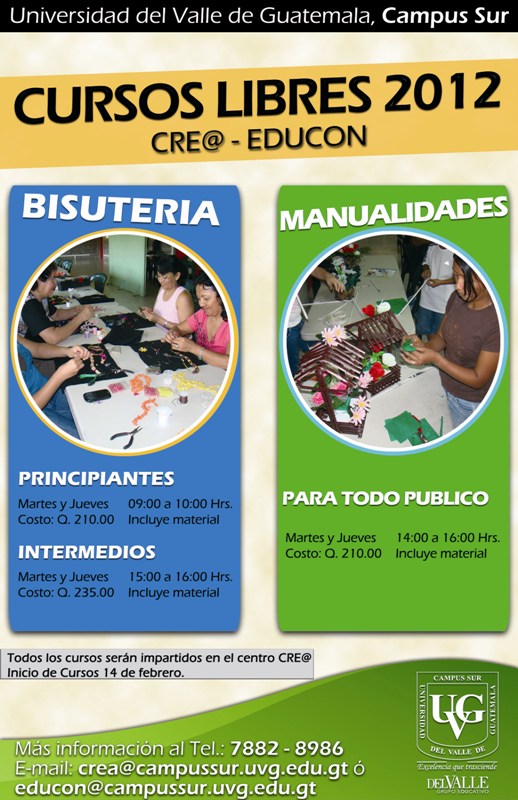 Universidad del Valle de Guatemala, Campus Sur
CURSOS LIBRES 2012
CRE@ - EDUCON
BISUTERIA
PRINCIPIANTES
Martes y Jueves 09:00 a 10:00 Hrs.
Costo: Q. 210.00 Incluye material
INTERMEDIOS
Martes y Jueves 15:00 a 16:00 Hrs.
Costo: Q. 235.00 Incluye material
MANUALIDADES
PARA TODO PUBLICO
Martes y Jueves 14:00 a 16:00 Hrs.
Costo: Q. 210.00 Incluye material
Todos los cursos serán impartidos en el centro CRE@
Inicio de Cursos 14 de febrero.
Más información al Tel.: 7882 - 8986
E-mail: crea@campussur.uvg.edu.gt ó
educon@campussur.uvg.edu.gt
CAMPUS SUR
UNIVERSIDAD
UVG
GUATEMALA
DEL VALLE DE
Excelencia que trasciende
DELVALLE
GRUPO EDUCATIVO